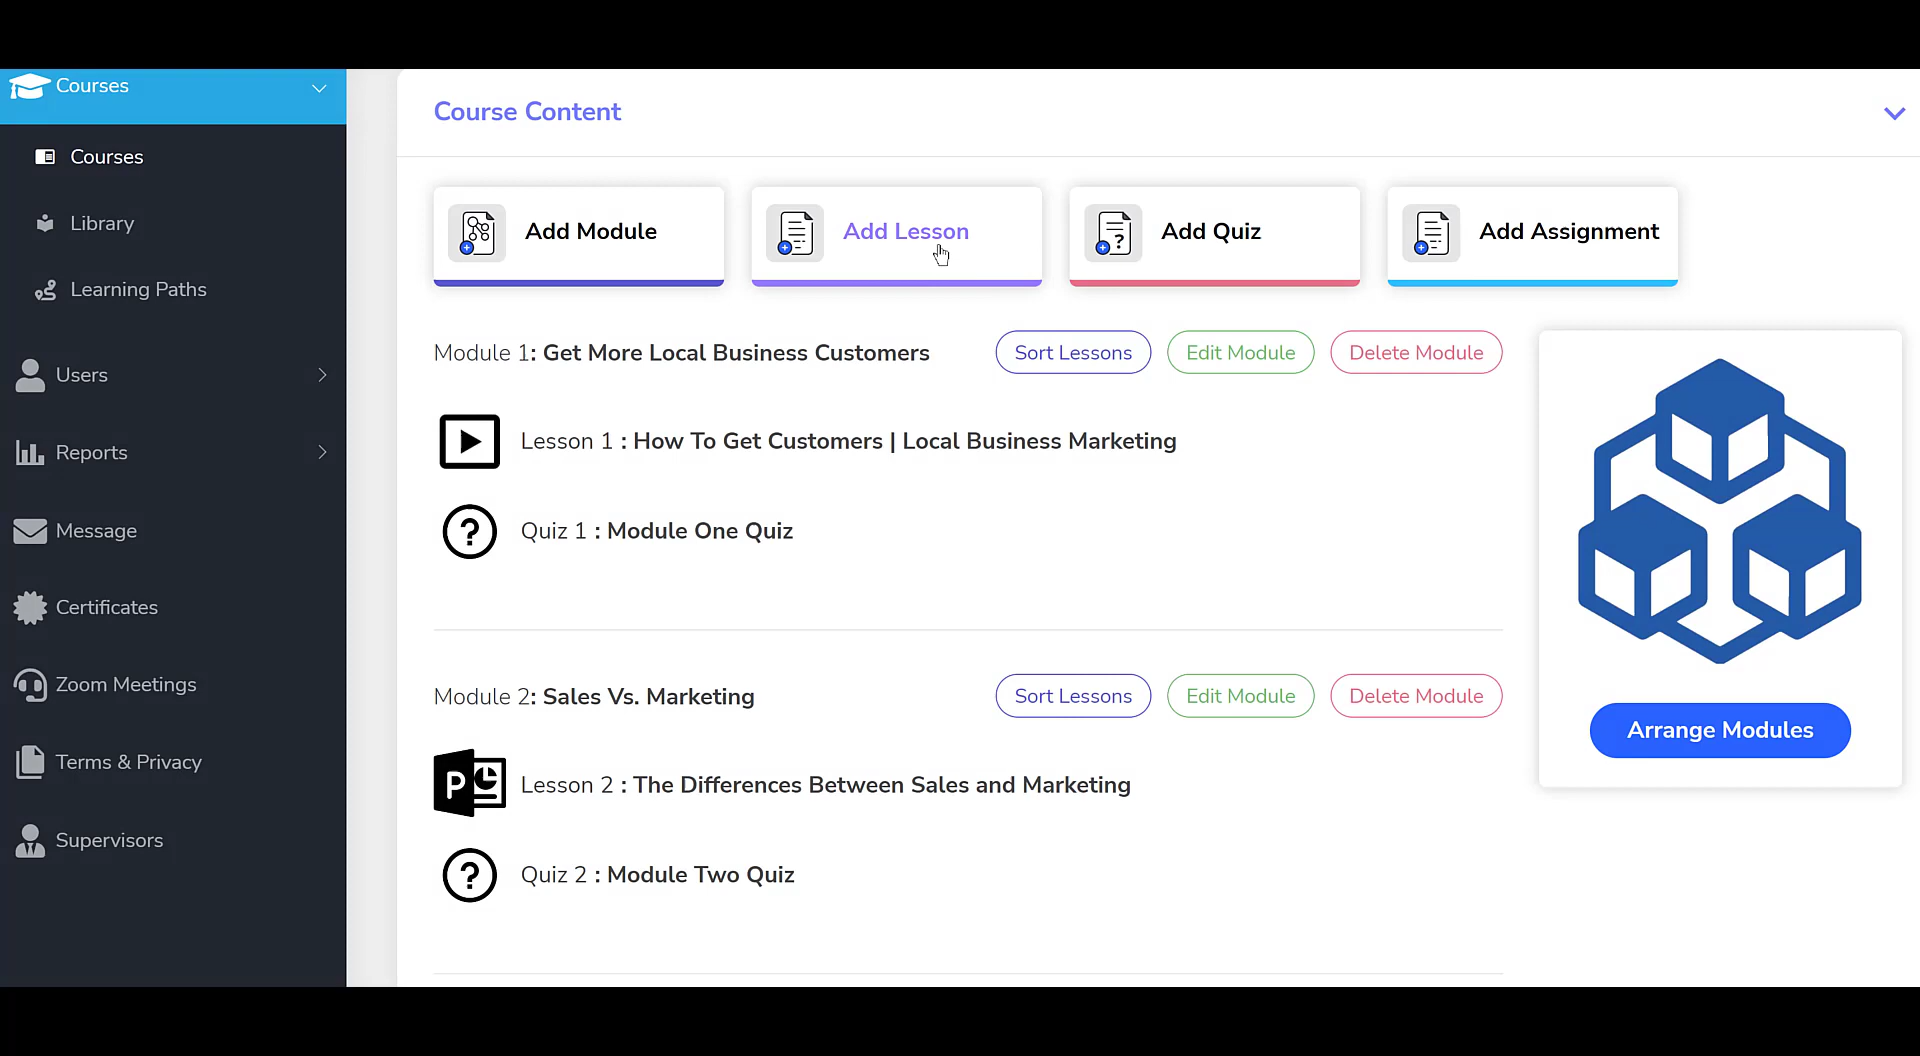 Courses
Courses
Library
Learning Paths
Users
Reports
Message
Certificates
Zoom Meetings
Terms & Privacy
Supervisors
Course Content
Add Module
Add Lesson
Add Quiz
Add Assignment
Module 1: Get More Local Business Customers
Sort Lessons
Edit Module
Delete Module
Lesson 1 : How To Get Customers | Local Business Marketing
Quiz 1 : Module One Quiz
Module 2: Sales Vs. Marketing
Sort Lessons
Edit Module
Delete Module
P
Lesson 2 : The Differences Between Sales and Marketing
Quiz 2 : Module Two Quiz
Arrange Modules